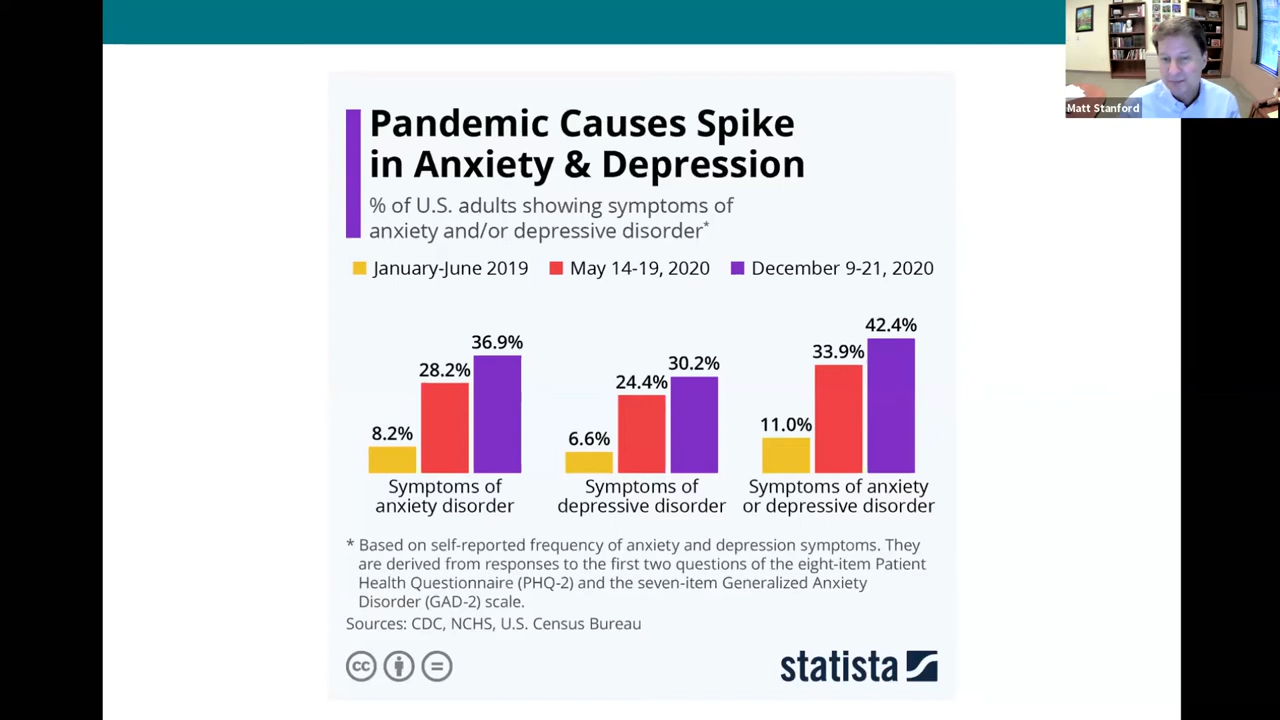 Matt Stanford
Pandemic Causes Spike
in Anxiety & Depression
% of U.S. adults showing symptoms of
anxiety and/or depressive disorder*
January-June 2019 May 14-19, 2020 December 9-21, 2020
8.2% 28.2% 36.9%
6.6% 24.4% 30.2%
11.0% 33.9% 42.4%
Symptoms of
anxiety disorder
Symptoms of
depressive disorder
Symptoms of anxiety
or depressive disorder
* Based on self-reported frequency of anxiety and depression symptoms. They
are derived from responses to the first two questions of the eight-item Patient
Health Questionnaire (PHQ-2) and the seven-item Generalized Anxiety
Disorder (GAD-2) scale.
Sources: CDC, NCHS, U.S. Census Bureau
cc =
statista